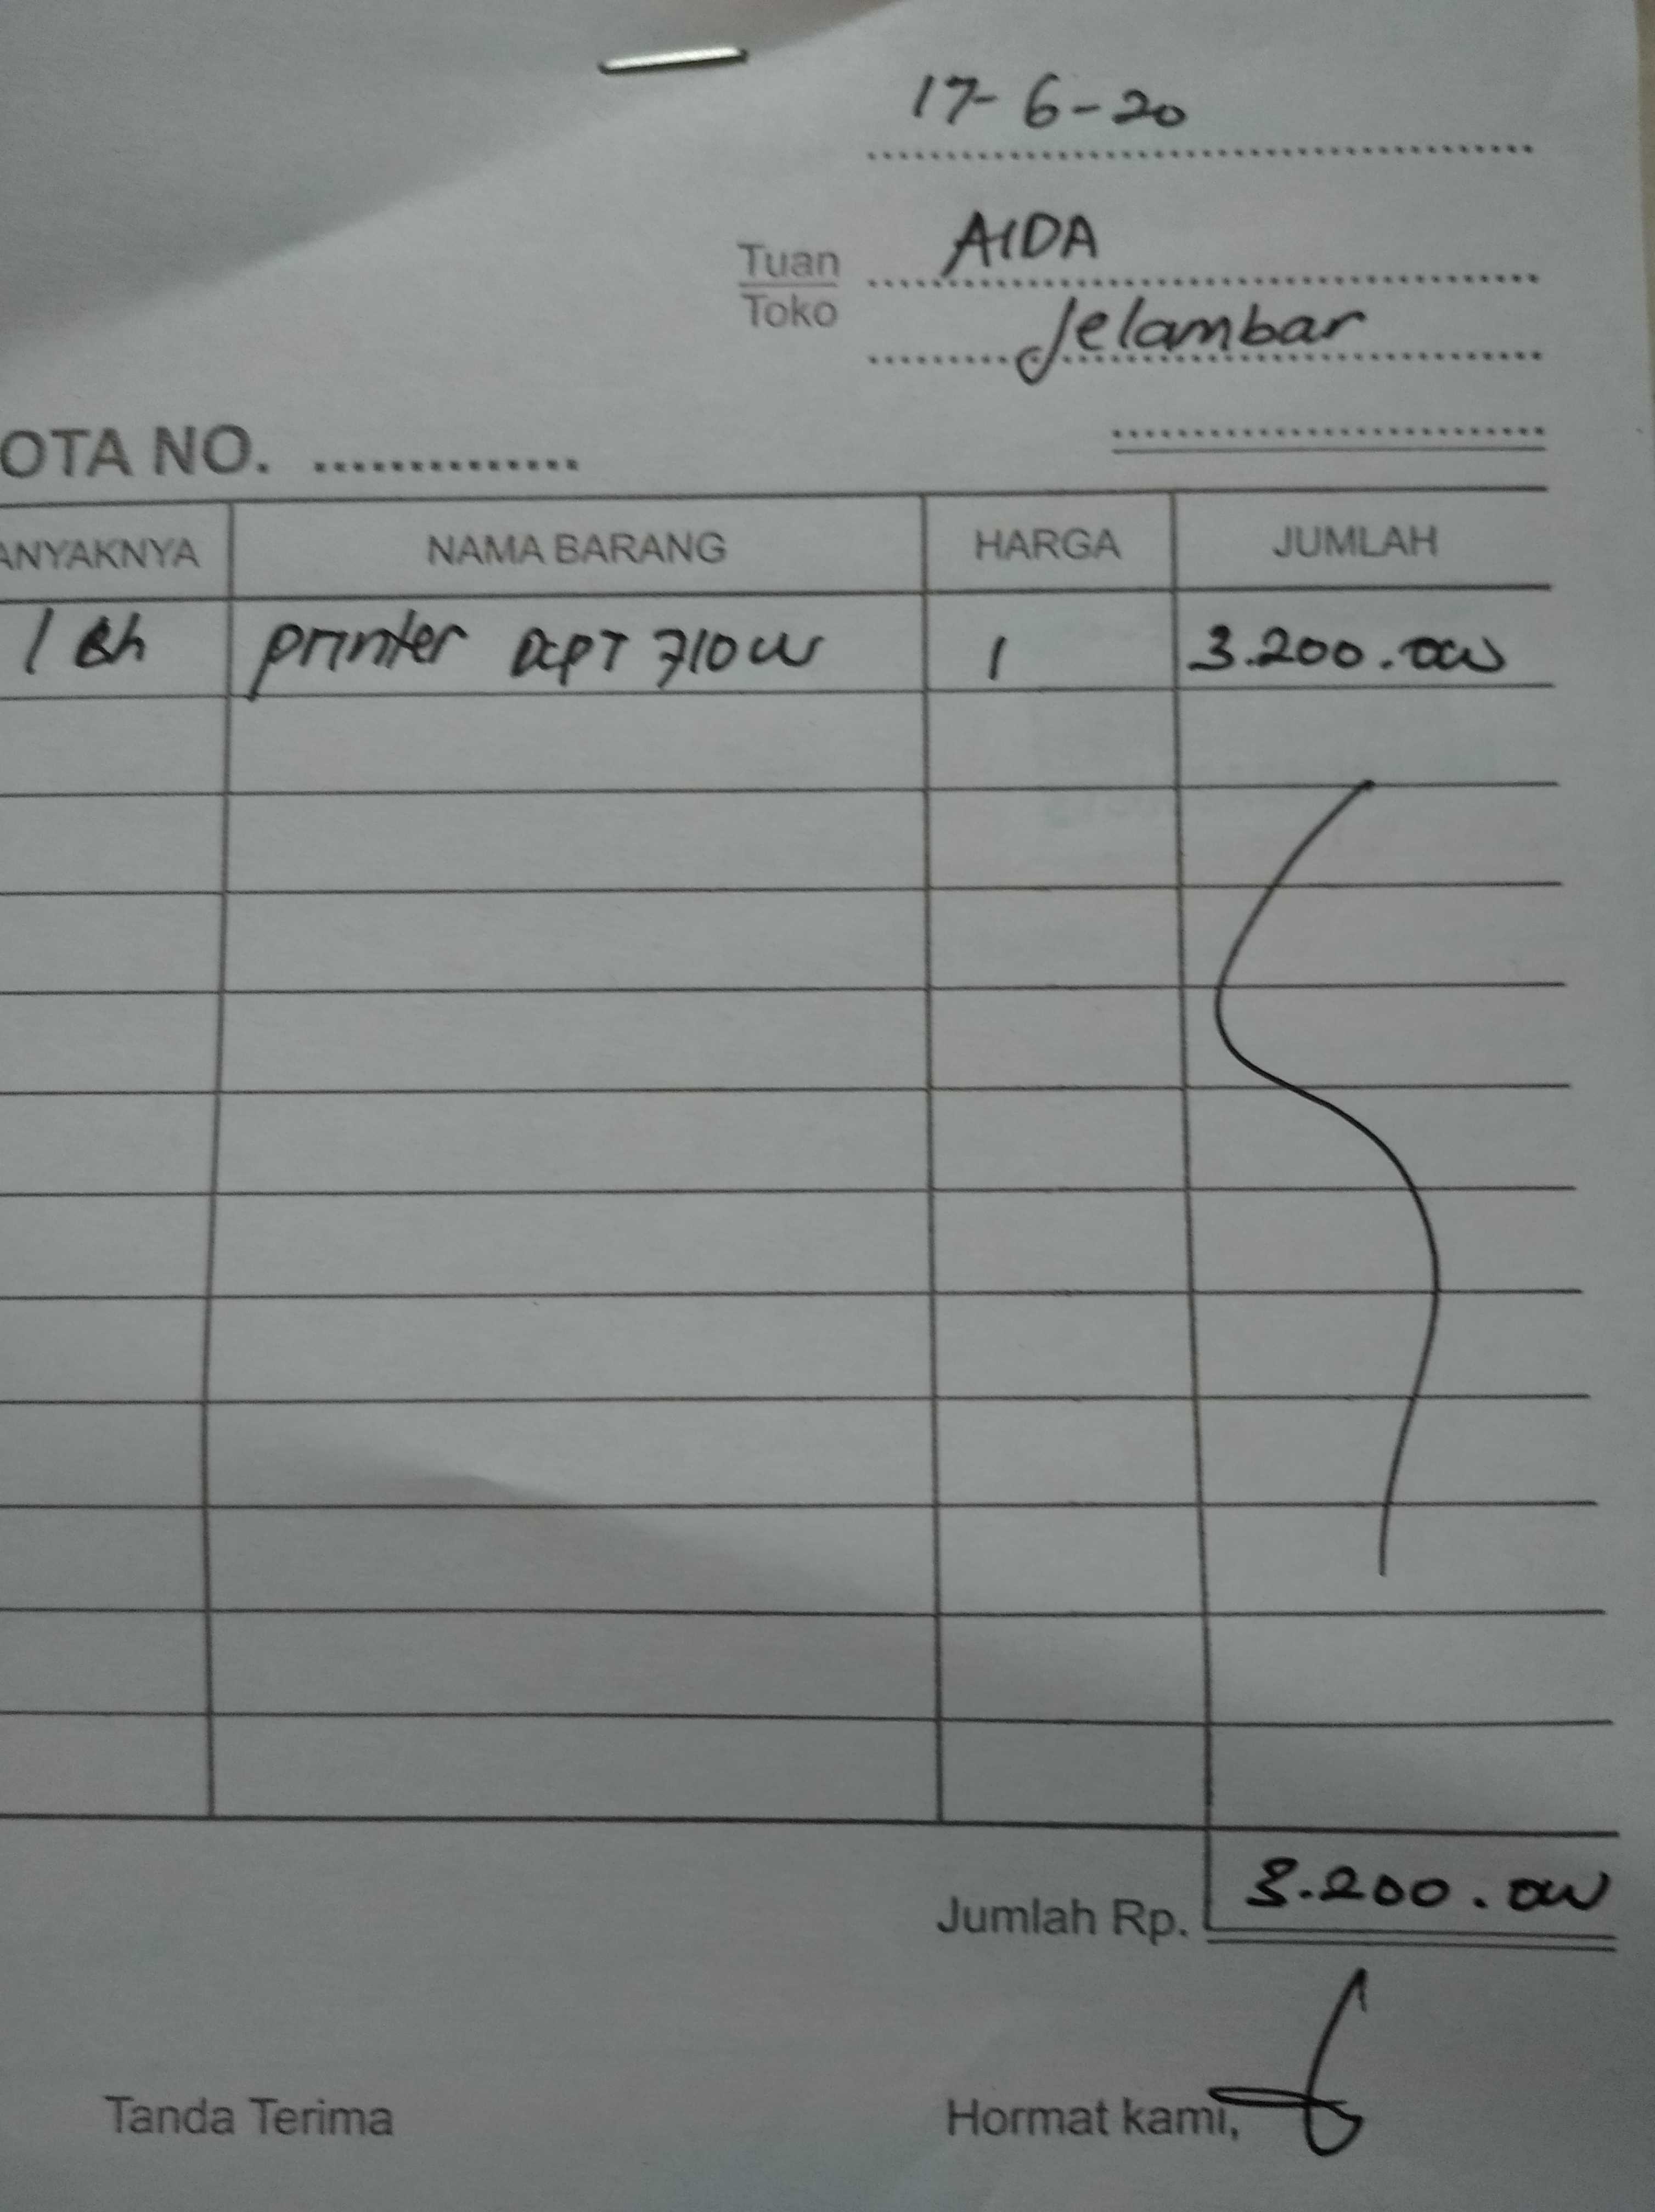 17-6-20
Tuan AIDA
Toko Jelambar
OTA NO. ..............
ANYAKNYA NAMA BARANG HARGA JUMLAH
1 Bh printer DCPT 710W 1 3.200.000
Jumlah Rp. 3.200.000
Tanda Terima Hormat kami,